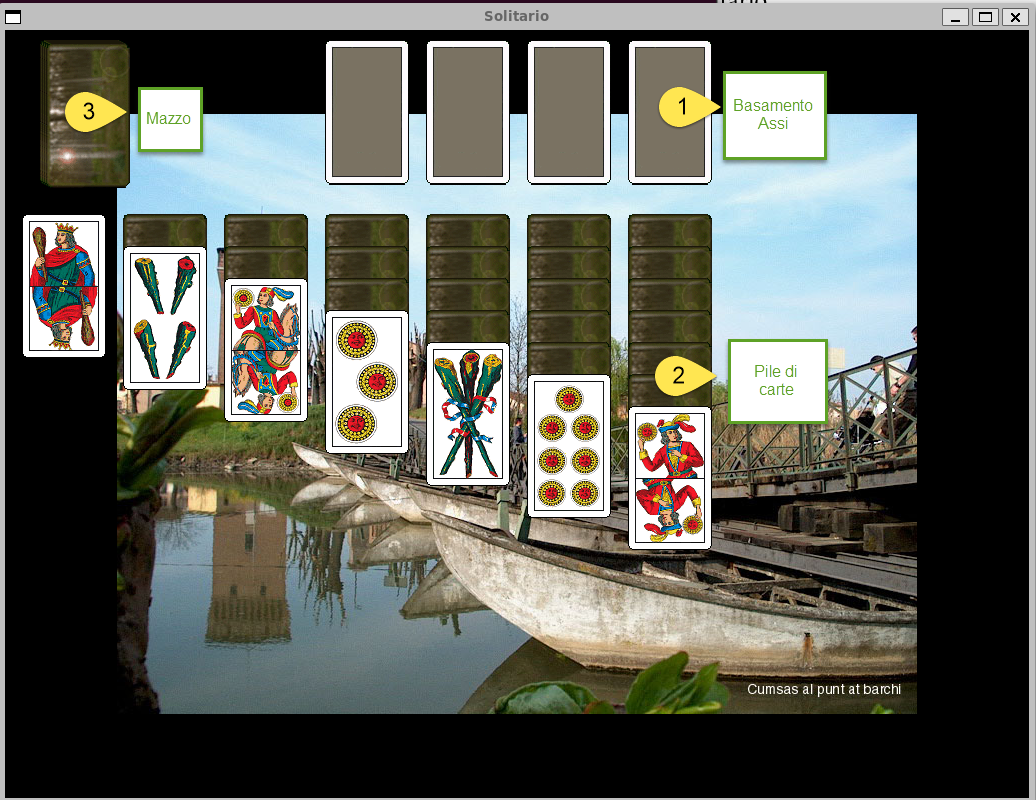 Solitario
3
Mazzo
1
Basamento
Assi
2
Pile di
carte
Cumsas al punt at barchi